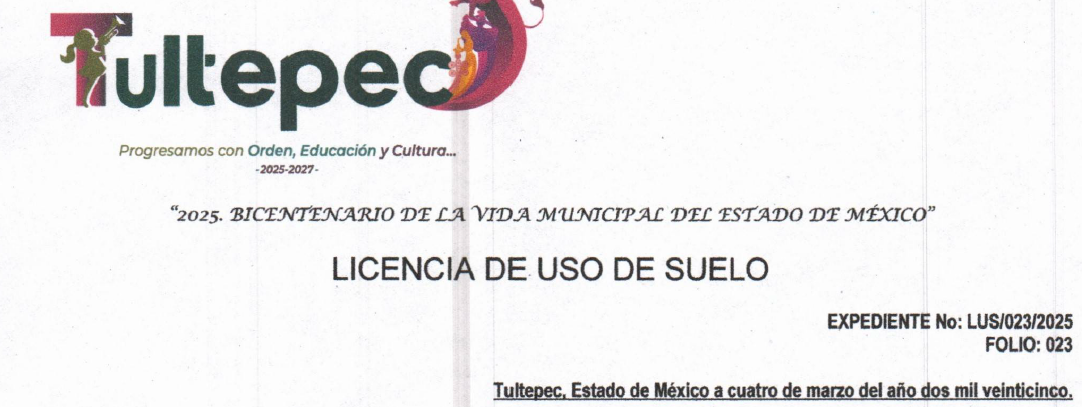 Tultepec
Progresamos con Orden, Educación y Cultura...
-2025-2027-
"2025. BICENTENARIO DE LA VIDA MUNICIPAL DEL ESTADO DE MÉXICO"
LICENCIA DE USO DE SUELO
EXPEDIENTE No: LUS/023/2025
FOLIO: 023
Tultepec, Estado de México a cuatro de marzo del año dos mil veinticinco.